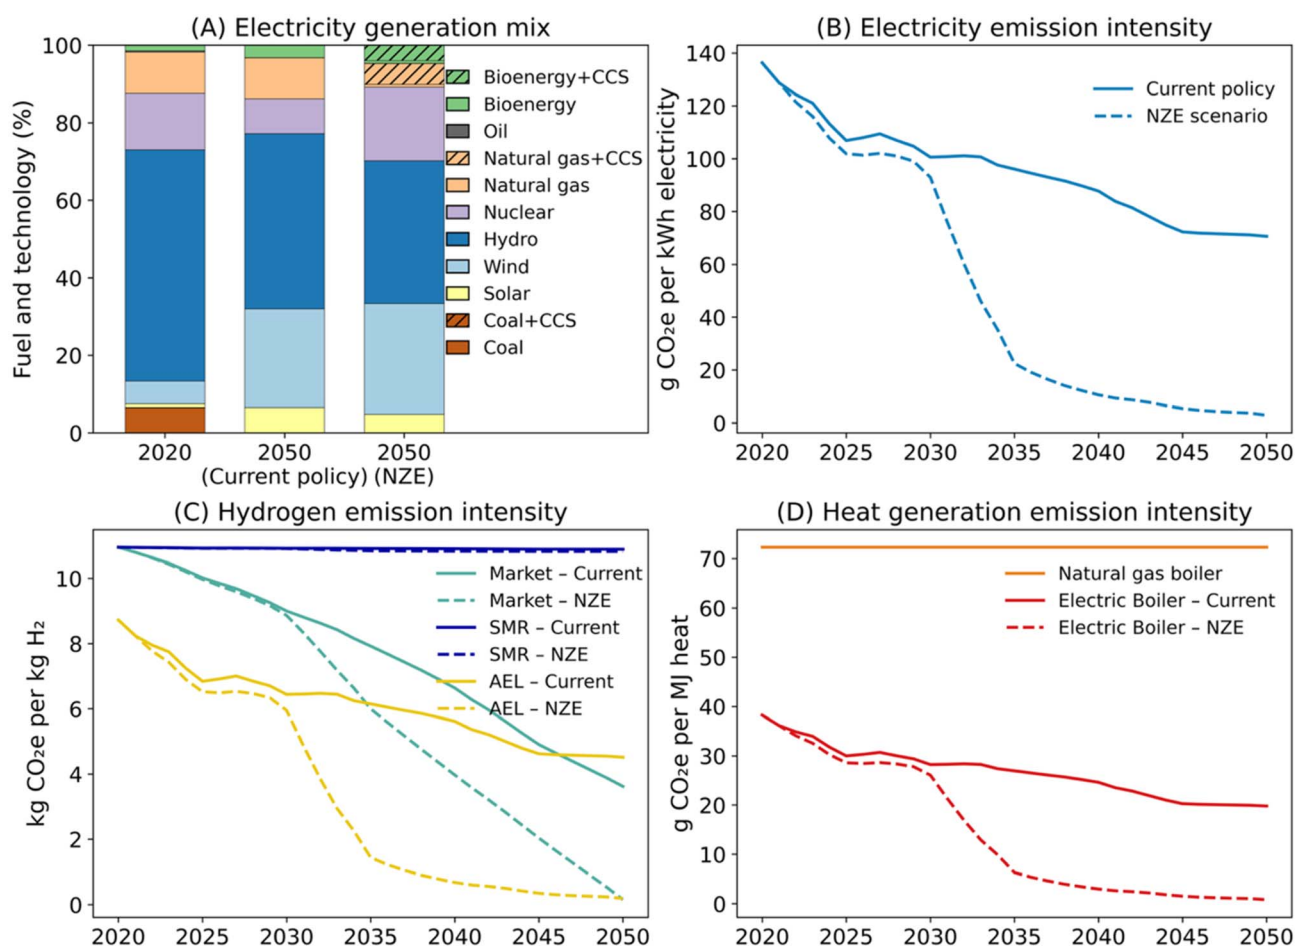 (A) Electricity generation mix
Fuel and technology (%)
100
80
60
40
20
0
Bioenergy+CCS
Bioenergy
Oil
Natural gas+CCS
Natural gas
Nuclear
Hydro
Wind
Solar
Coal+CCS
Coal
2020 2050 2050
(Current policy) (NZE)
(B) Electricity emission intensity
g CO₂e per kWh electricity
140
120
100
80
60
40
20
0
Current policy
NZE scenario
2020 2025 2030 2035 2040 2045 2050
(C) Hydrogen emission intensity
kg CO₂e per kg H₂
10
8
6
4
2
0
Market – Current
Market – NZE
SMR – Current
SMR – NZE
AEL – Current
AEL – NZE
2020 2025 2030 2035 2040 2045 2050
(D) Heat generation emission intensity
g CO₂e per MJ heat
70
60
50
40
30
20
10
0
Natural gas boiler
Electric Boiler – Current
Electric Boiler – NZE
2020 2025 2030 2035 2040 2045 2050